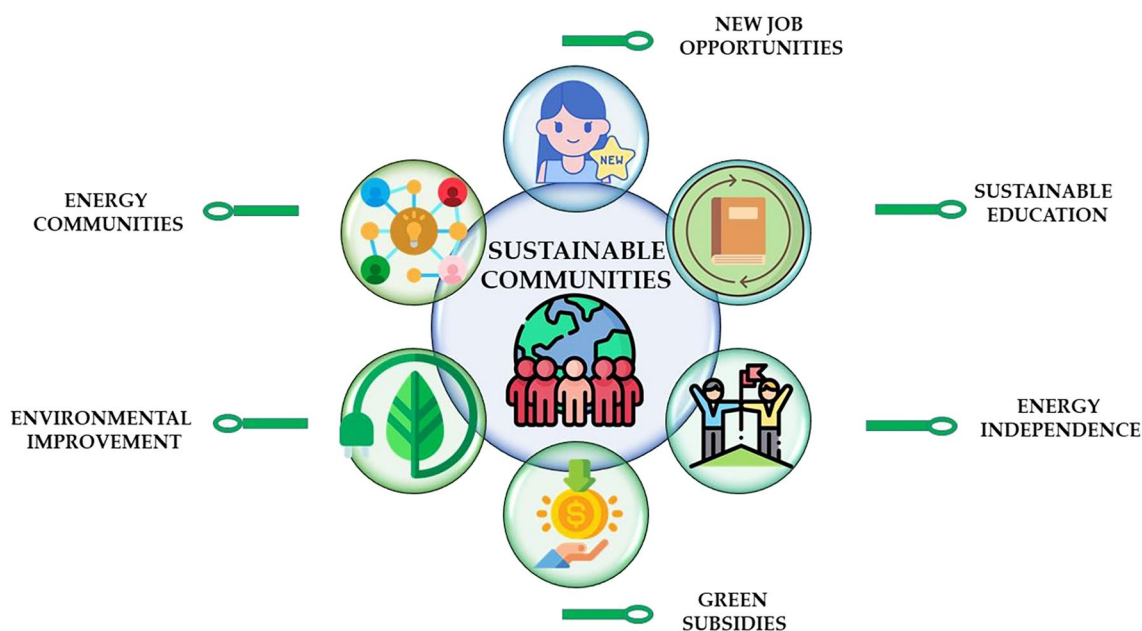 NEW JOB
OPPORTUNITIES
NEW
ENERGY
COMMUNITIES
SUSTAINABLE
EDUCATION
SUSTAINABLE
COMMUNITIES
ENVIRONMENTAL
IMPROVEMENT
ENERGY
INDEPENDENCE
$
GREEN
SUBSIDIES